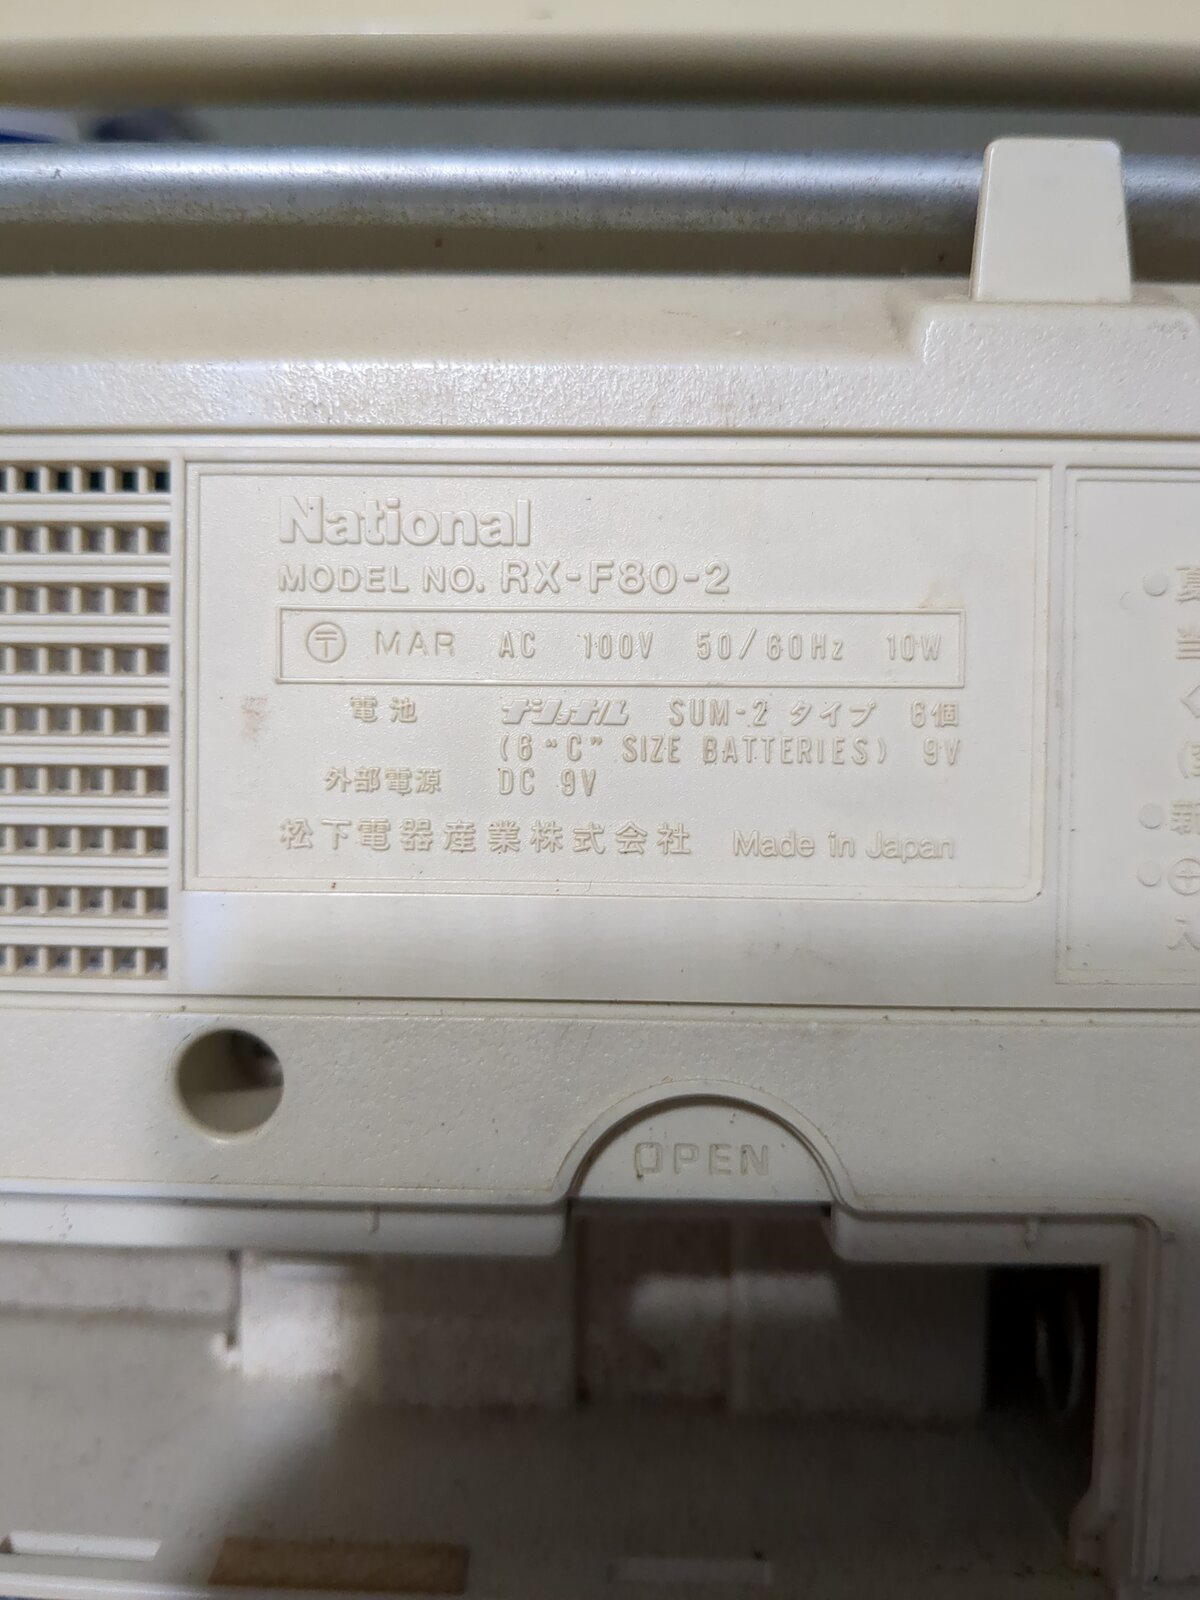 National
MODEL NO. RX-F80-2
〒 MAR AC 100V 50/60Hz 10W
電池 ナショナル SUM-2 タイプ 6個
(6 "C" SIZE BATTERIES) 9V
外部電源 DC 9V
松下電器産業株式会社 Made in Japan
OPEN